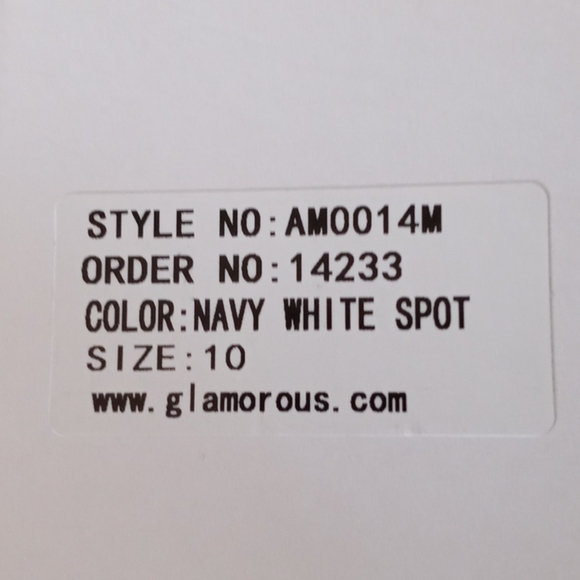 STYLE NO:AM0014M
ORDER NO:14233
COLOR:NAVY WHITE SPOT
SIZE:10
www.glamorous.com